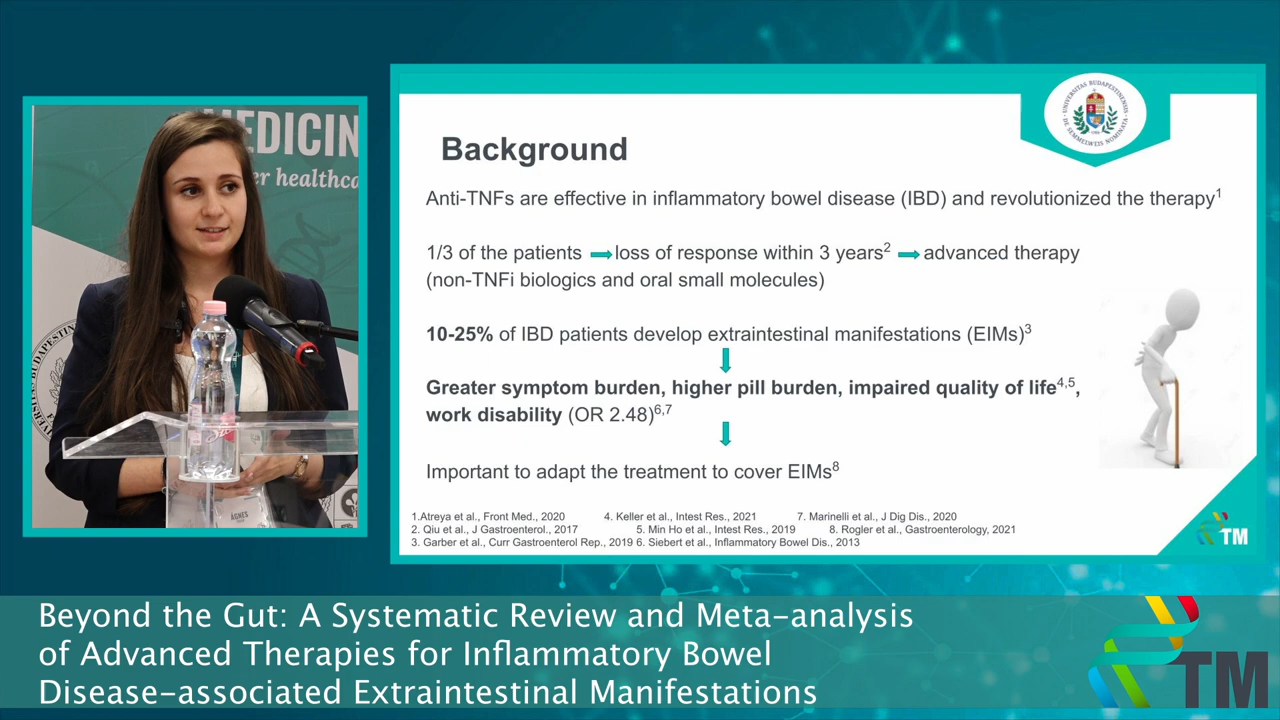 MEDICIN
er healthca
ÁGNES
UNIVERSITAS BUDAPESTINENSIS
DE SEMMELWEIS NOMINATA
Background
Anti-TNFs are effective in inflammatory bowel disease (IBD) and revolutionized the therapy1
1/3 of the patients loss of response within 3 years2 advanced therapy
(non-TNFi biologics and oral small molecules)
10-25% of IBD patients develop extraintestinal manifestations (EIMs)3
Greater symptom burden, higher pill burden, impaired quality of life4,5,
work disability (OR 2.48)6,7
Important to adapt the treatment to cover EIMs8
1.Atreya et al., Front Med., 2020 4. Keller et al., Intest Res., 2021 7. Marinelli et al., J Dig Dis., 2020
2. Qiu et al., J Gastroenterol., 2017 5. Min Ho et al., Intest Res., 2019 8. Rogler et al., Gastroenterology, 2021
3. Garber et al., Curr Gastroenterol Rep., 2019 6. Siebert et al., Inflammatory Bowel Dis., 2013
TM
Beyond the Gut: A Systematic Review and Meta-analysis
of Advanced Therapies for Inflammatory Bowel
Disease-associated Extraintestinal Manifestations
TM